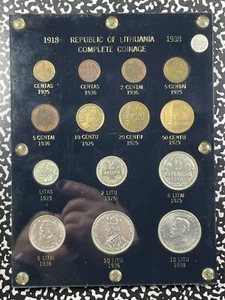 1918- REPUBLIC OF LITHUANIA 1938
COMPLETE COINAGE
CENTAS 1925
CENTAS 1936
2 CENTU 1936
5 CENTAI 1925
5 CENTAI 1936
10 CENTU 1925
20 CENTU 1925
50 CENTU 1925
LITAS 1925
2 LITU 1925
5 LITAI 1925
5 LITAI 1936
10 LITU 1936
10 LITU 1938